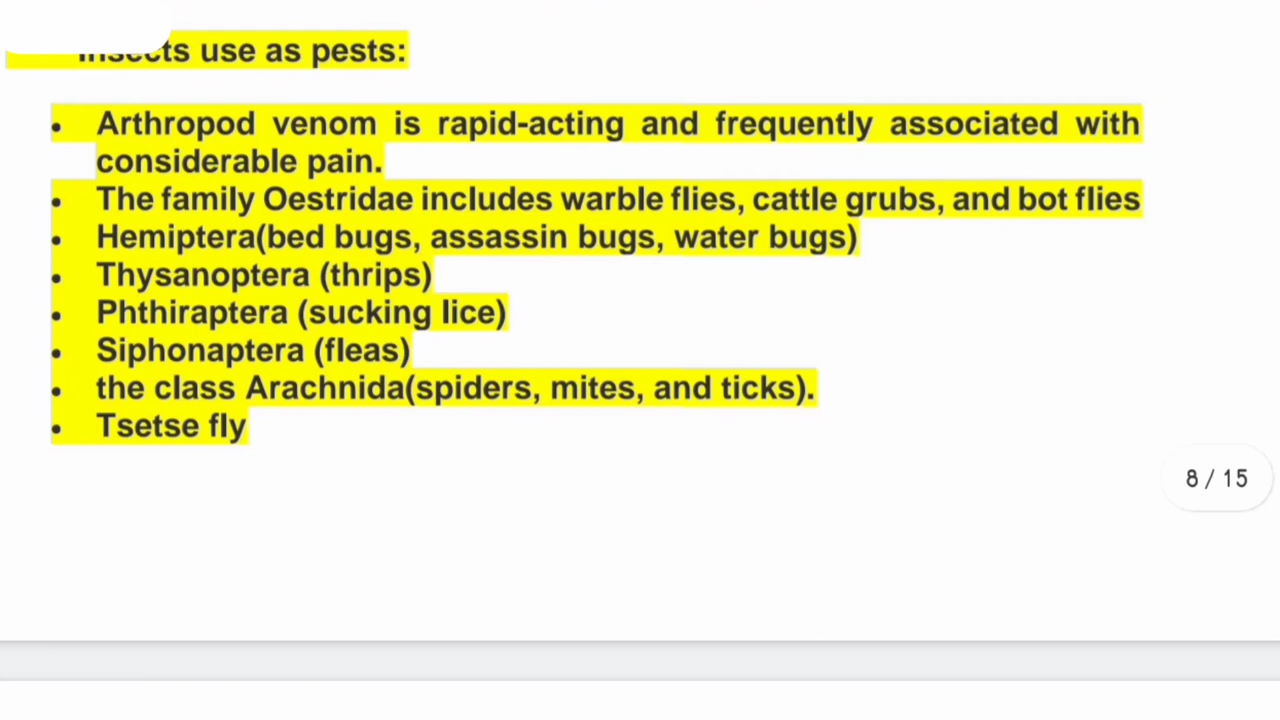 Insects use as pests:
• Arthropod venom is rapid-acting and frequently associated with
considerable pain.
• The family Oestridae includes warble flies, cattle grubs, and bot flies
• Hemiptera(bed bugs, assassin bugs, water bugs)
• Thysanoptera (thrips)
• Phthiraptera (sucking lice)
• Siphonaptera (fleas)
• the class Arachnida(spiders, mites, and ticks).
• Tsetse fly
8 / 15